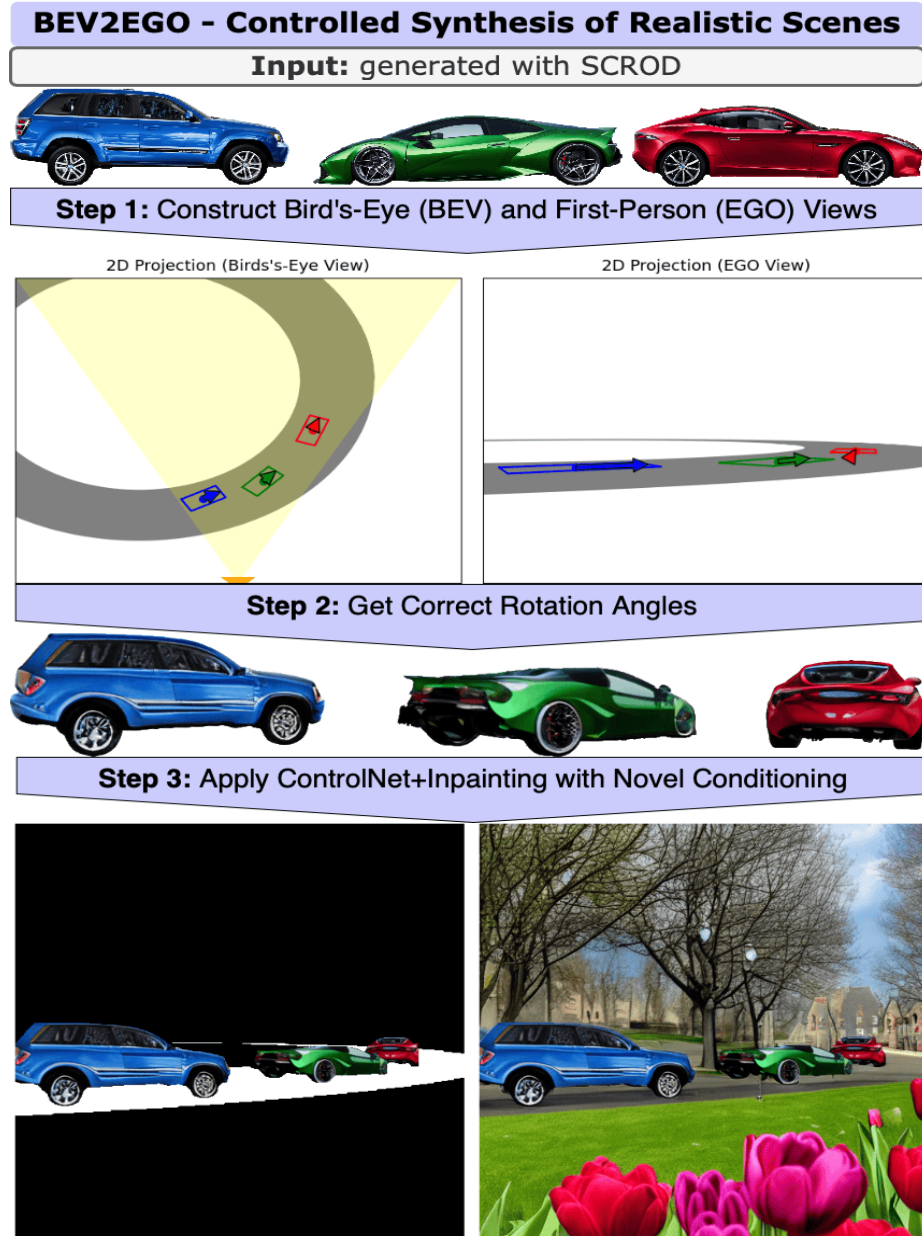 BEV2EGO - Controlled Synthesis of Realistic Scenes
Input: generated with SCROD
Step 1: Construct Bird's-Eye (BEV) and First-Person (EGO) Views
2D Projection (Birds's-Eye View)
2D Projection (EGO View)
Step 2: Get Correct Rotation Angles
Step 3: Apply ControlNet+Inpainting with Novel Conditioning